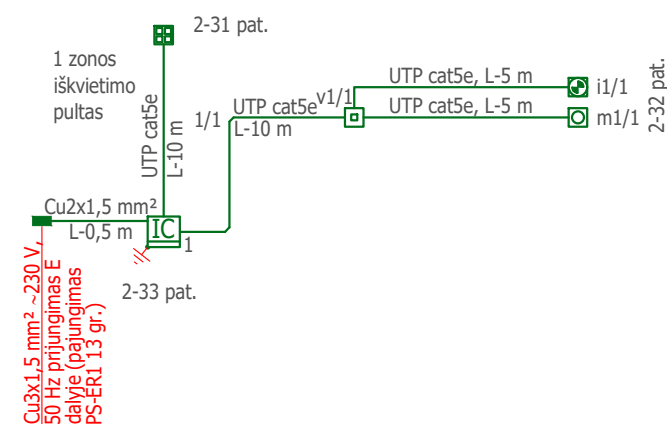 2-31 pat.
1 zonos
iškvietimo
pultas
UTP cat5e
L-10 m
1/1
UTP cat5e
L-10 m
v1/1
UTP cat5e, L-5 m
i1/1
UTP cat5e, L-5 m
m1/1
2-32 pat.
Cu2x1,5 mm²
L-0,5 m
IC
1
2-33 pat.
Cu3x1,5 mm² ~230 V,
50 Hz prijungimas E
dalyje (pajungimas
PS-ER1 13 gr.)